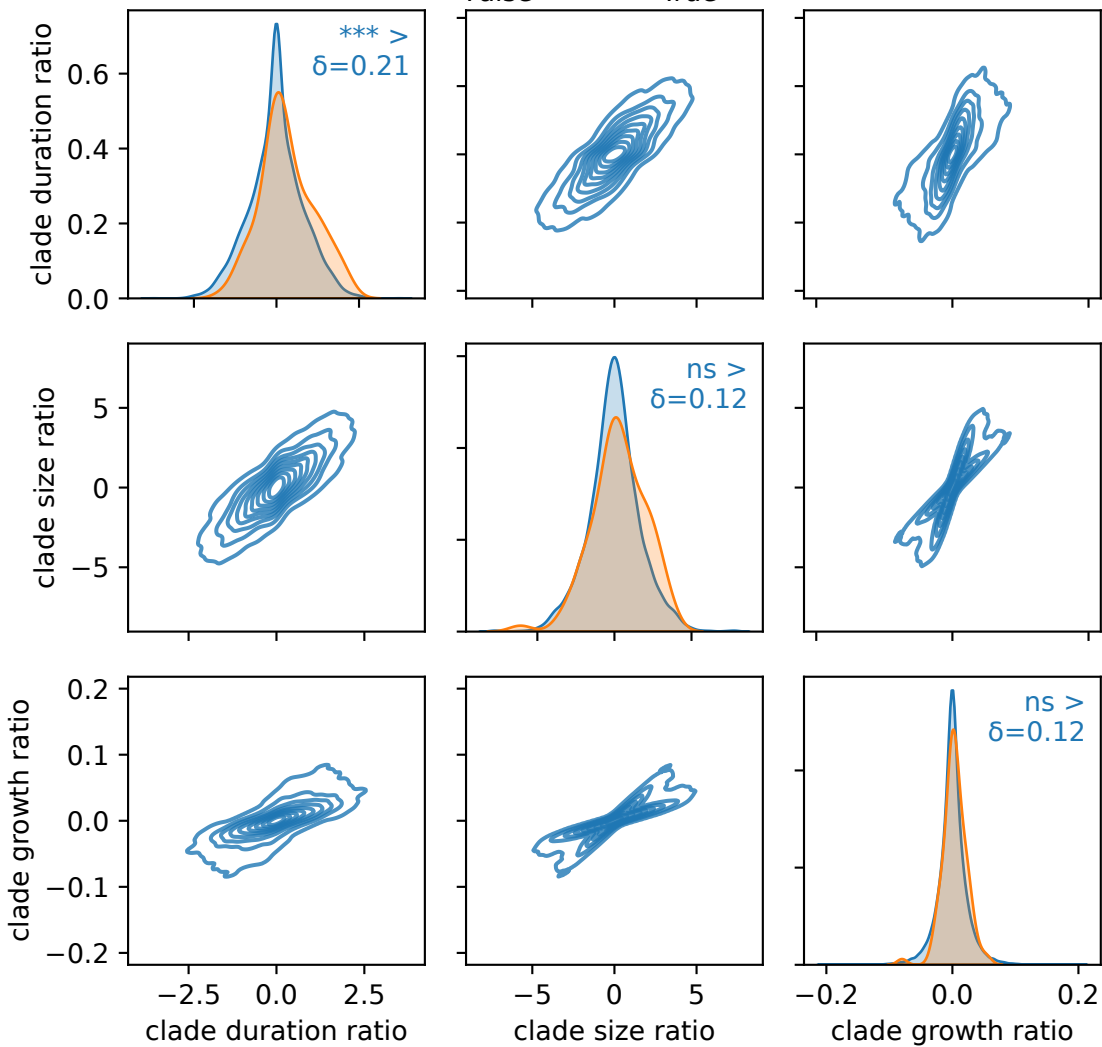 *** >
δ=0.21
0.6
0.4
0.2
0.0
clade duration ratio
ns >
δ=0.12
5
0
−5
clade size ratio
ns >
δ=0.12
0.2
0.1
0.0
−0.1
−0.2
clade growth ratio
−2.5 0.0 2.5
−5 0 5
−0.2 0.0 0.2
clade duration ratio
clade size ratio
clade growth ratio